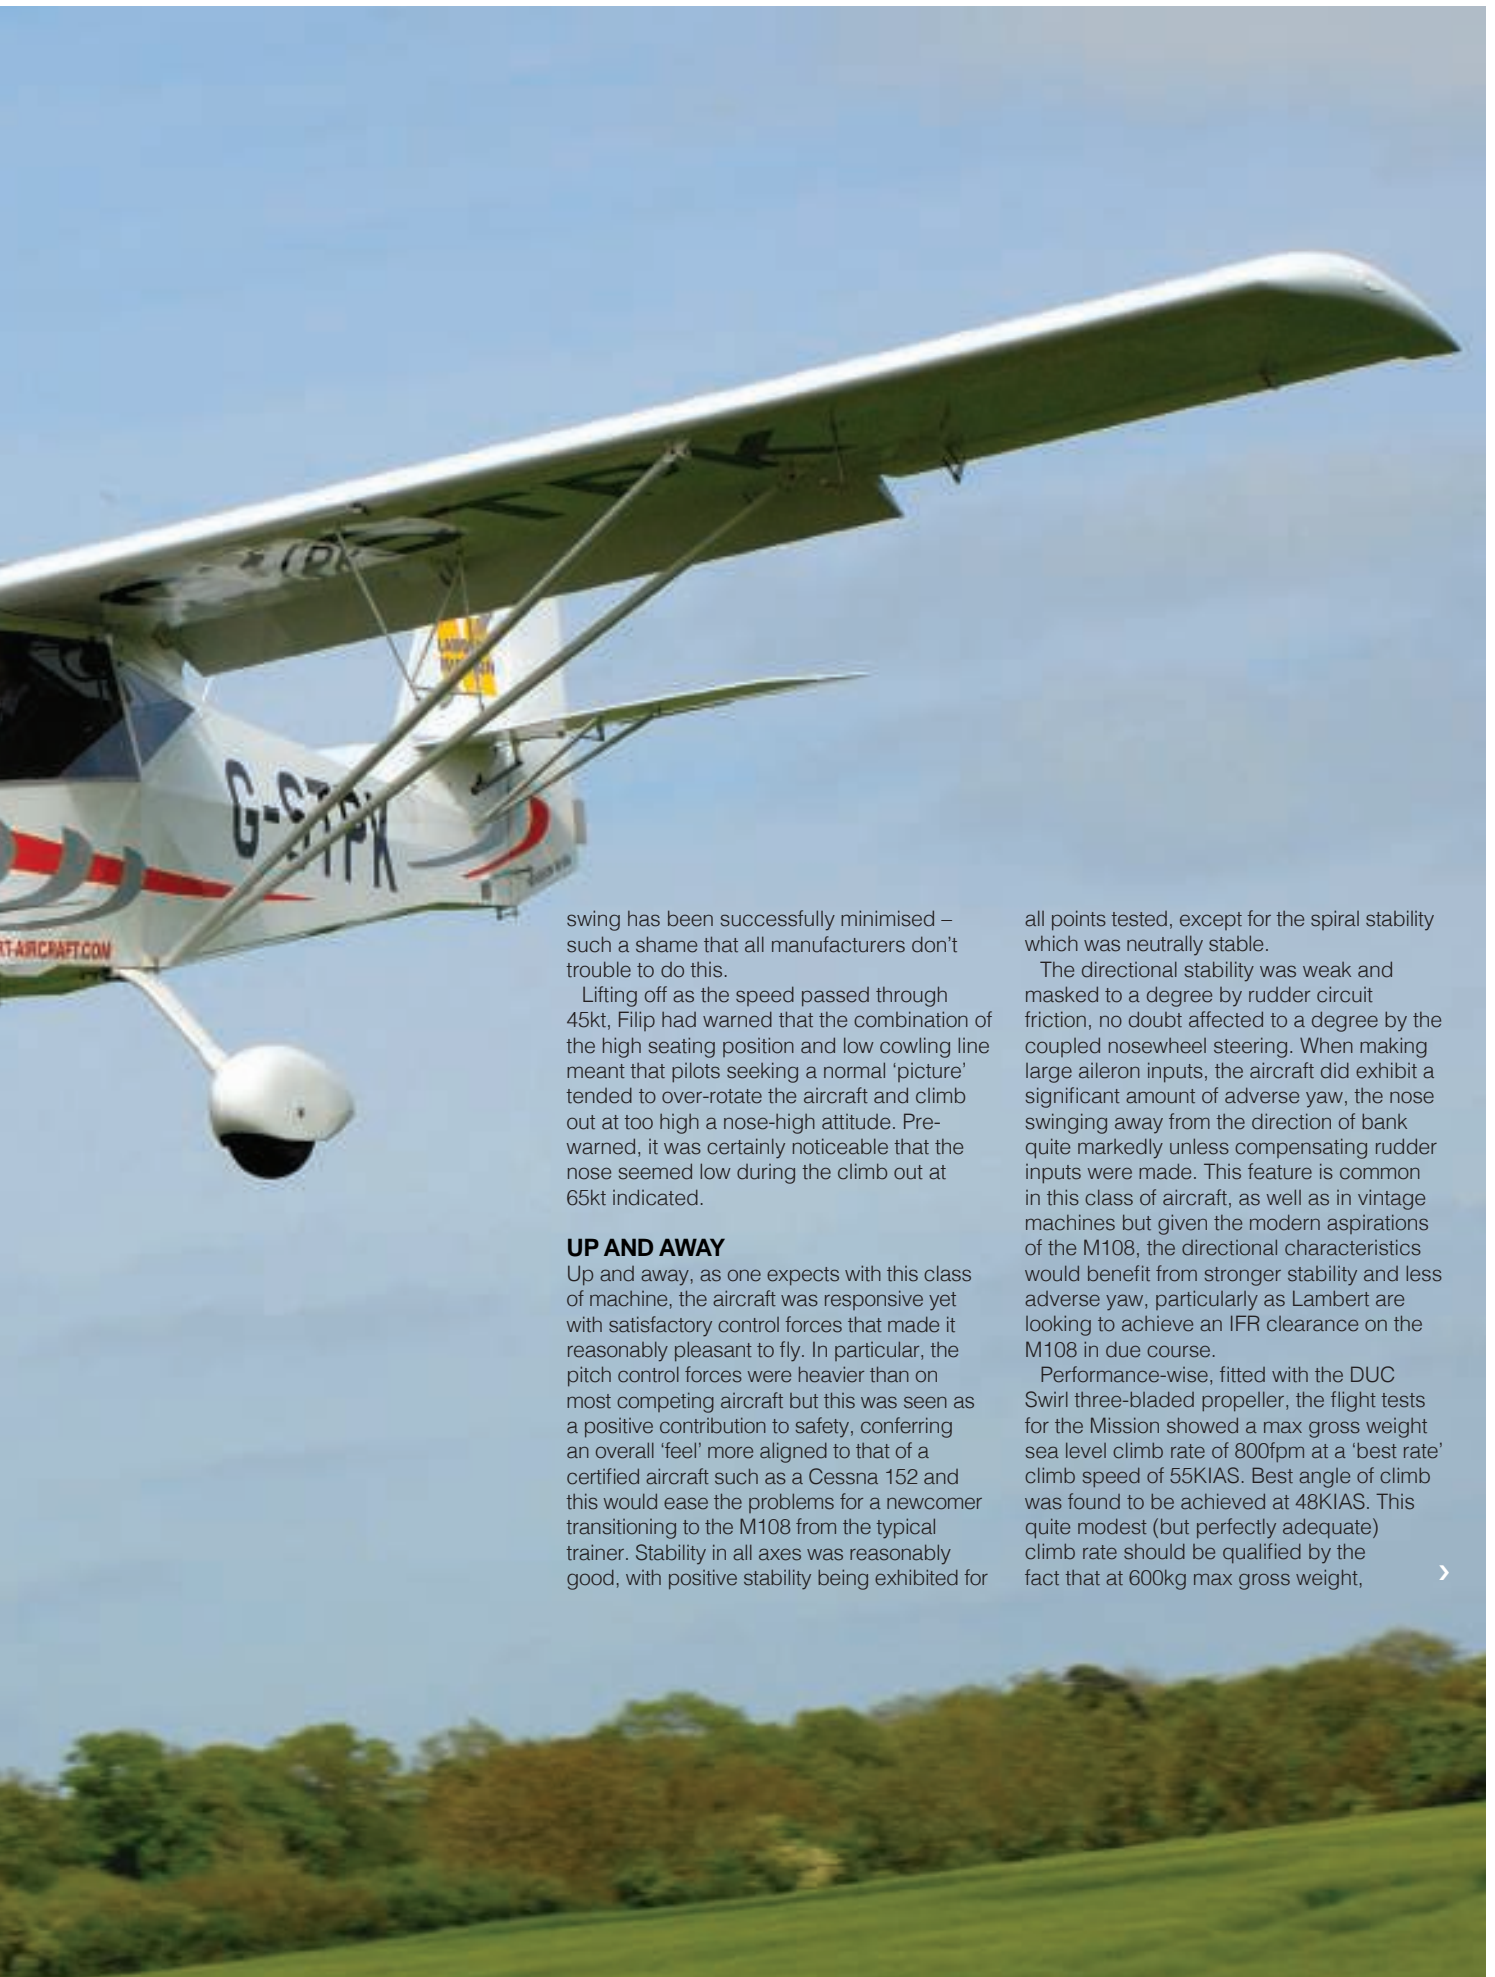 G-STPK
RT-AIRCRAFT.COM
swing has been successfully minimised –
such a shame that all manufacturers don't
trouble to do this.
Lifting off as the speed passed through
45kt, Filip had warned that the combination of
the high seating position and low cowling line
meant that pilots seeking a normal ‘picture’
tended to over-rotate the aircraft and climb
out at too high a nose-high attitude. Pre-
warned, it was certainly noticeable that the
nose seemed low during the climb out at
65kt indicated.
UP AND AWAY
Up and away, as one expects with this class
of machine, the aircraft was responsive yet
with satisfactory control forces that made it
reasonably pleasant to fly. In particular, the
pitch control forces were heavier than on
most competing aircraft but this was seen as
a positive contribution to safety, conferring
an overall ‘feel’ more aligned to that of a
certified aircraft such as a Cessna 152 and
this would ease the problems for a newcomer
transitioning to the M108 from the typical
trainer. Stability in all axes was reasonably
good, with positive stability being exhibited for
all points tested, except for the spiral stability
which was neutrally stable.
The directional stability was weak and
masked to a degree by rudder circuit
friction, no doubt affected to a degree by the
coupled nosewheel steering. When making
large aileron inputs, the aircraft did exhibit a
significant amount of adverse yaw, the nose
swinging away from the direction of bank
quite markedly unless compensating rudder
inputs were made. This feature is common
in this class of aircraft, as well as in vintage
machines but given the modern aspirations
of the M108, the directional characteristics
would benefit from stronger stability and less
adverse yaw, particularly as Lambert are
looking to achieve an IFR clearance on the
M108 in due course.
Performance-wise, fitted with the DUC
Swirl three-bladed propeller, the flight tests
for the Mission showed a max gross weight
sea level climb rate of 800fpm at a ‘best rate’
climb speed of 55KIAS. Best angle of climb
was found to be achieved at 48KIAS. This
quite modest (but perfectly adequate)
climb rate should be qualified by the
fact that at 600kg max gross weight,